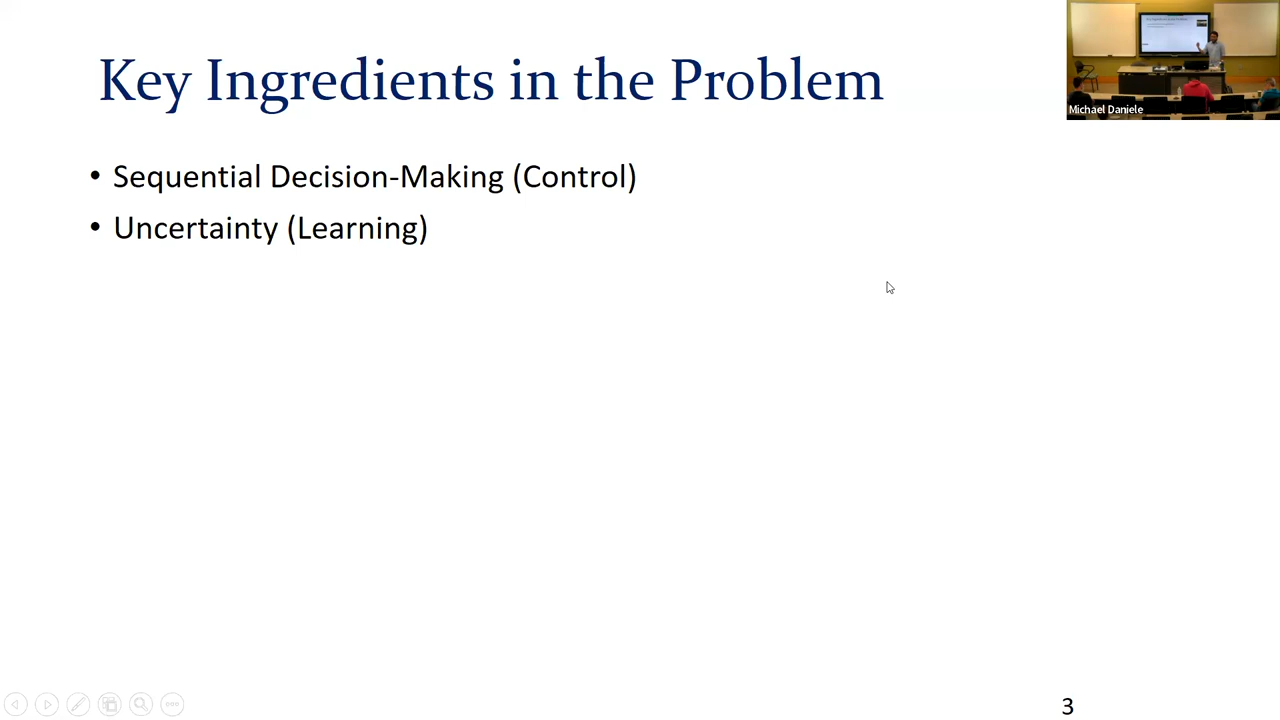 Key Ingredients in the Problem
Michael Daniele
• Sequential Decision-Making (Control)
• Uncertainty (Learning)
3